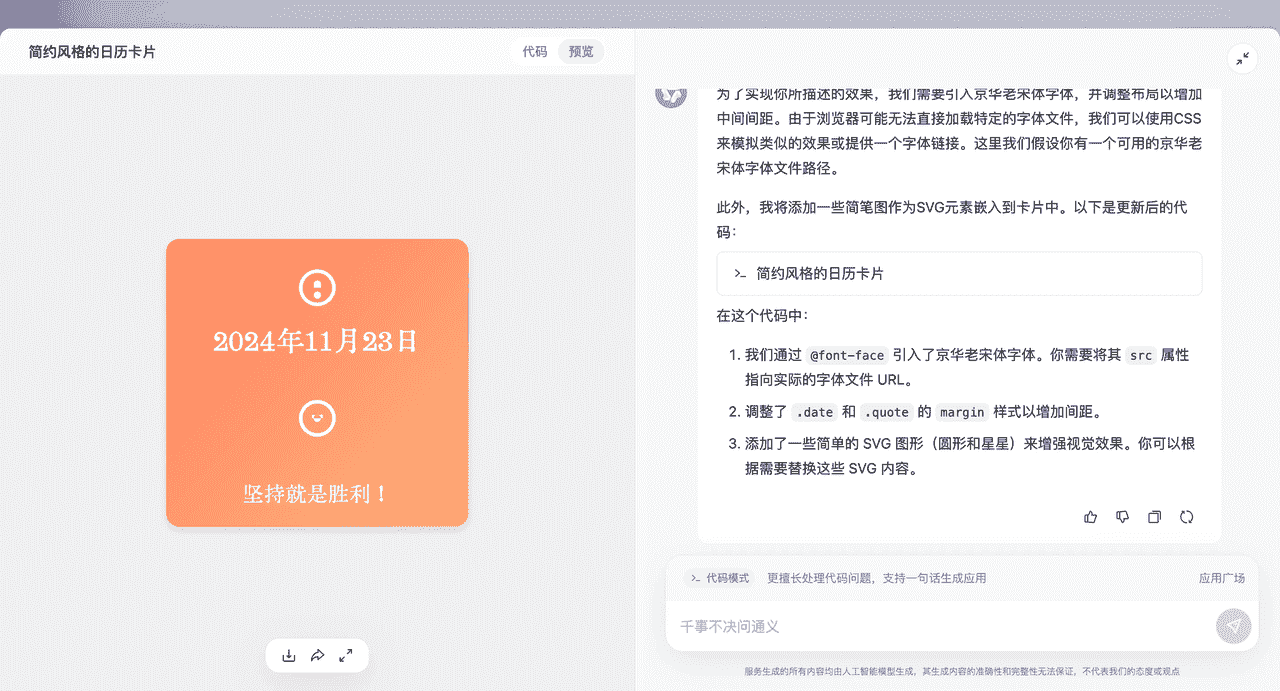 简约风格的日历卡片
代码 预览
2024年11月23日
坚持就是胜利！
为了实现你所描述的效果，我们需要引入京华老宋体字体，并调整布局以增加
中间间距。由于浏览器可能无法直接加载特定的字体文件，我们可以使用CSS
来模拟类似的效果或提供一个字体链接。这里我们假设你有一个可用的京华老
宋体字体文件路径。
此外，我将添加一些简笔图作为SVG元素嵌入到卡片中。以下是更新后的代
码：
>_ 简约风格的日历卡片
在这个代码中：
1. 我们通过 @font-face 引入了京华老宋体字体。你需要将其 src 属性
指向实际的字体文件 URL。
2. 调整了 .date 和 .quote 的 margin 样式以增加间距。
3. 添加了一些简单的 SVG 图形（圆形和星星）来增强视觉效果。你可以根
据需要替换这些 SVG 内容。
>_ 代码模式 更擅长处理代码问题，支持一句话生成应用 应用广场
千事不决问通义
服务生成的所有内容均由人工智能模型生成，其生成内容的准确性和完整性无法保证，不代表我们的态度或观点